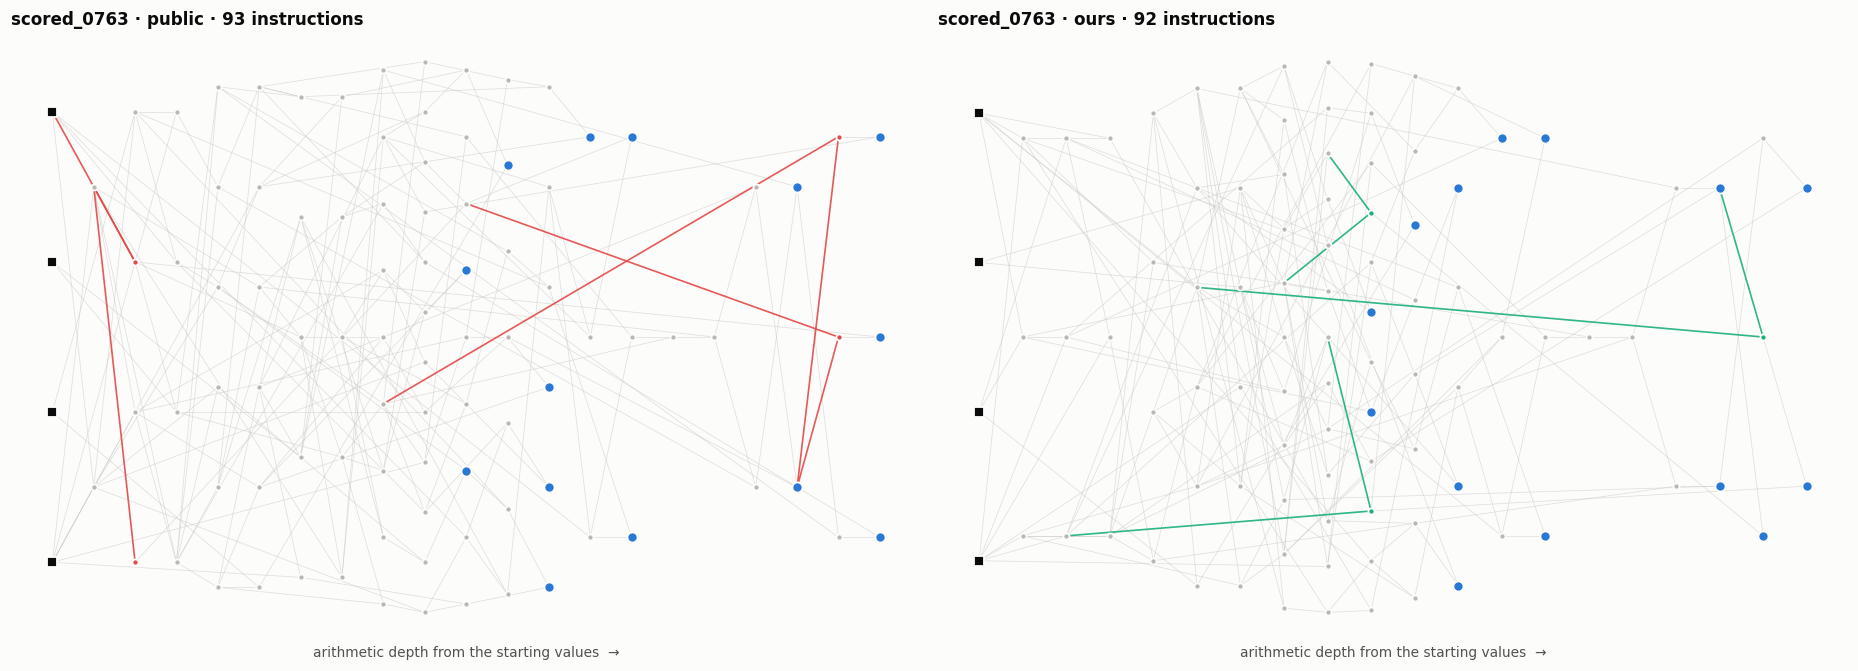 scored_0763 · public · 93 instructions
scored_0763 · ours · 92 instructions
arithmetic depth from the starting values →
arithmetic depth from the starting values →